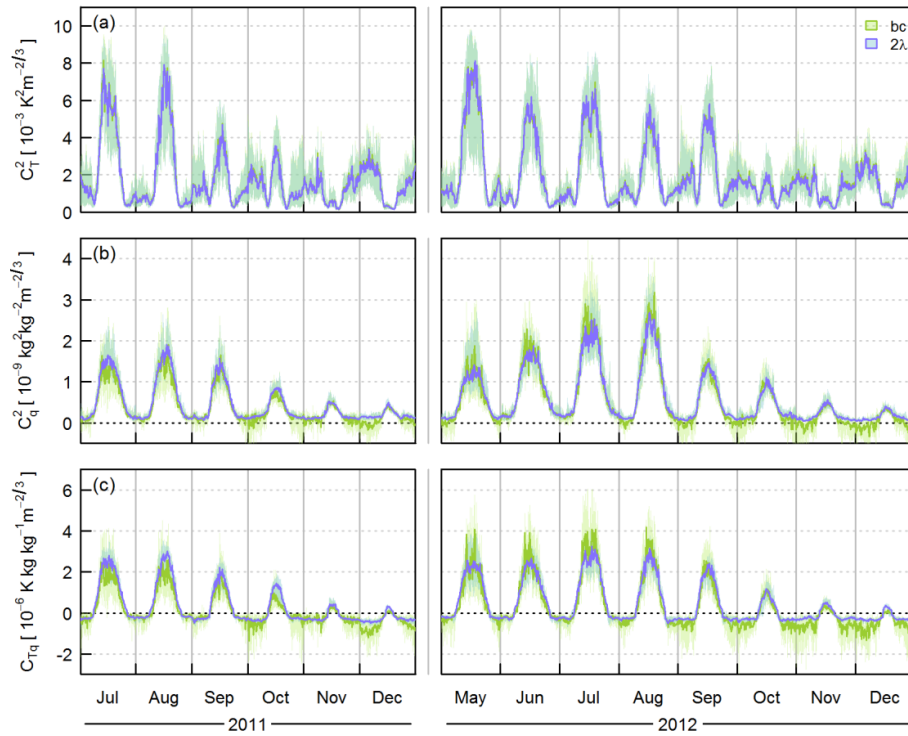 (a)
bc
2λ
10
8
6
4
2
0
C²T [ 10⁻³ K²m⁻²/³ ]
(b)
4
3
2
1
0
C²q [ 10⁻⁹ kg²kg⁻²m⁻²/³ ]
(c)
6
4
2
0
-2
CTq [ 10⁻⁶ K kg kg⁻¹m⁻²/³ ]
Jul Aug Sep Oct Nov Dec May Jun Jul Aug Sep Oct Nov Dec
2011 2012